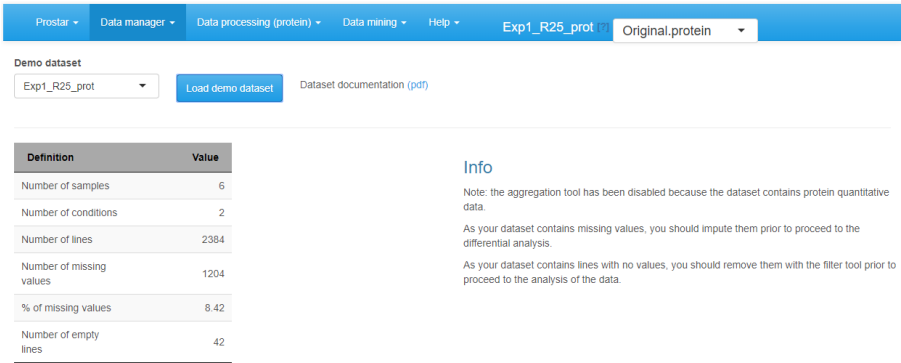 Prostar Data manager Data processing (protein) Data mining Help Exp1_R25_prot [?] Original.protein
Demo dataset
Exp1_R25_prot Load demo dataset Dataset documentation (pdf)
Definition Value
Number of samples 6
Number of conditions 2
Number of lines 2384
Number of missing
values 1204
% of missing values 8.42
Number of empty
lines 42
Info
Note: the aggregation tool has been disabled because the dataset contains protein quantitative
data.
As your dataset contains missing values, you should impute them prior to proceed to the
differential analysis.
As your dataset contains lines with no values, you should remove them with the filter tool prior to
proceed to the analysis of the data.